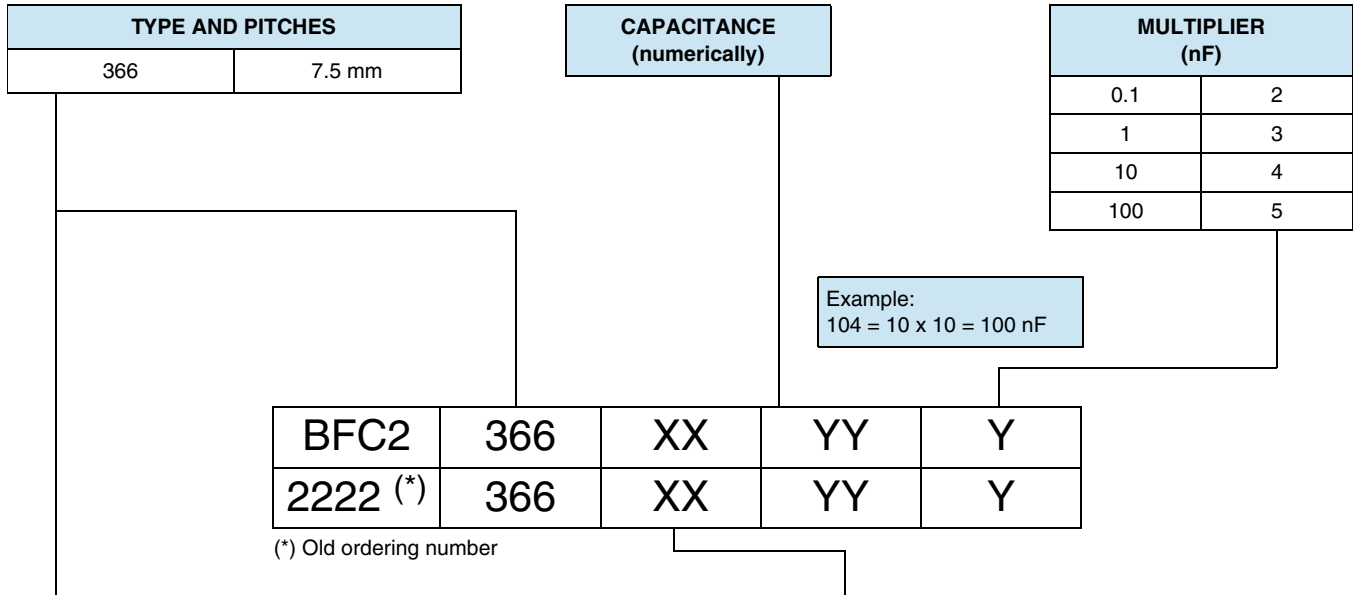 TYPE AND PITCHES
366 7.5 mm
CAPACITANCE
(numerically)
MULTIPLIER
(nF)
0.1 2
1 3
10 4
100 5
Example:
104 = 10 x 10 = 100 nF
BFC2 366 XX YY Y
2222 (*) 366 XX YY Y
(*) Old ordering number